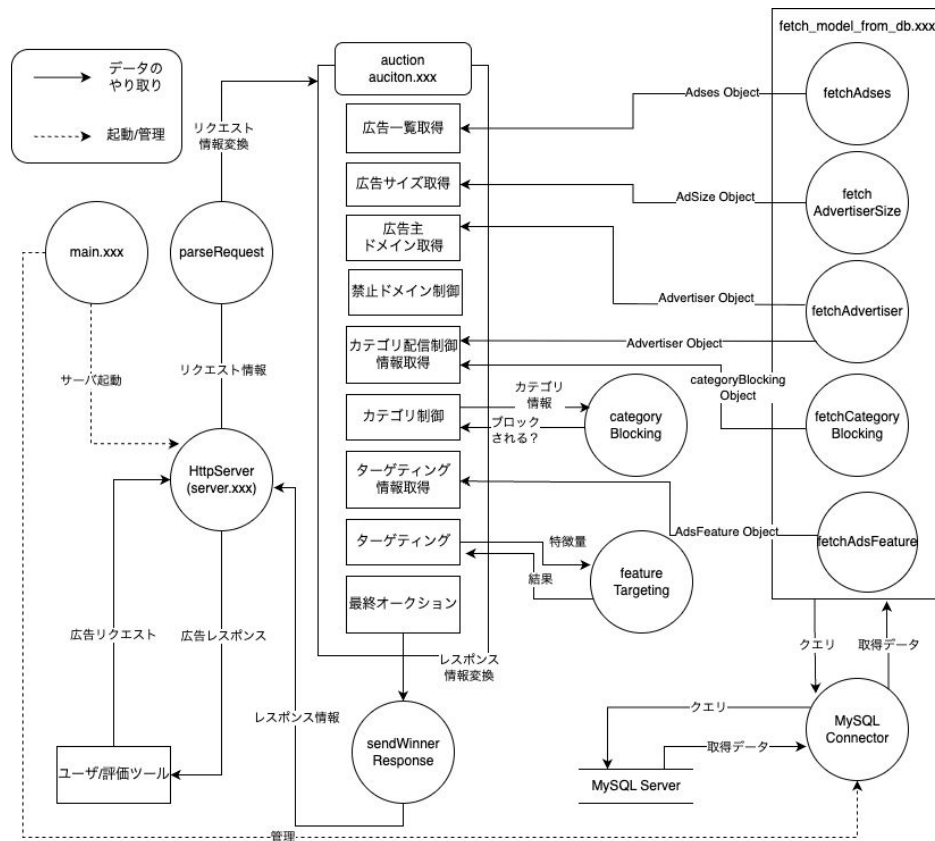 fetch_model_from_db.xxx
データの
やり取り
起動/管理
auction
auciton.xxx
リクエスト
情報変換
広告一覧取得
Adses Object
fetchAdses
広告サイズ取得
AdSize Object
fetch
AdvertiserSize
main.xxx
parseRequest
広告主
ドメイン取得
禁止ドメイン制御
Advertiser Object
fetchAdvertiser
サーバ起動
リクエスト情報
カテゴリ配信制御
情報取得
Advertiser Object
categoryBlocking
Object
カテゴリ制御
カテゴリ
情報
ブロック
される？
category
Blocking
fetchCategory
Blocking
HttpServer
(server.xxx)
ターゲティング
情報取得
AdsFeature Object
fetchAdsFeature
ターゲティング
特徴量
結果
feature
Targeting
最終オークション
広告リクエスト
広告レスポンス
レスポンス
情報変換
クエリ
取得データ
レスポンス情報
sendWinner
Response
クエリ
MySQL
Connector
取得データ
ユーザ/評価ツール
MySQL Server
管理